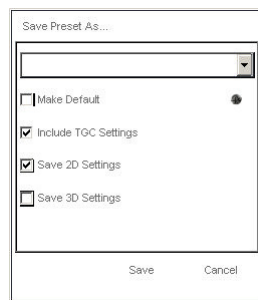 Save Preset As...
Make Default
Include TGC Settings
Save 2D Settings
Save 3D Settings
Save Cancel